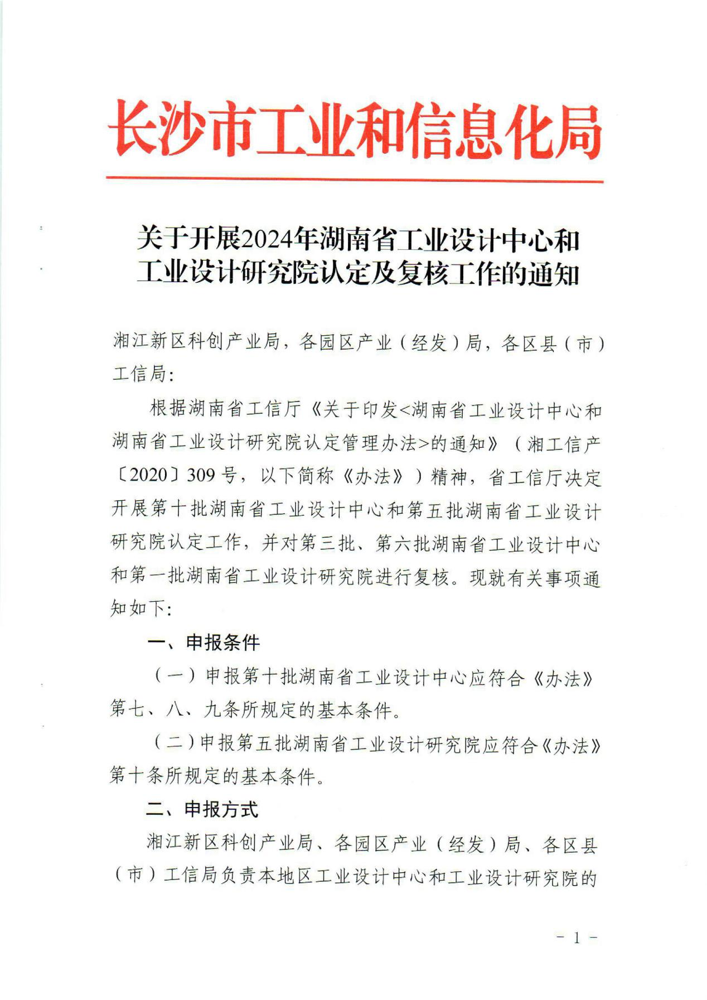 长沙市工业和信息化局
关于开展2024年湖南省工业设计中心和
工业设计研究院认定及复核工作的通知
湘江新区科创产业局，各园区产业（经发）局，各区县（市）
工信局：
根据湖南省工信厅《关于印发<湖南省工业设计中心和
湖南省工业设计研究院认定管理办法>的通知》（湘工信产
〔2020〕309号，以下简称《办法》）精神，省工信厅决定
开展第十批湖南省工业设计中心和第五批湖南省工业设计
研究院认定工作，并对第三批、第六批湖南省工业设计中心
和第一批湖南省工业设计研究院进行复核。现就有关事项通
知如下：
一、申报条件
（一）申报第十批湖南省工业设计中心应符合《办法》
第七、八、九条所规定的基本条件。
（二）申报第五批湖南省工业设计研究院应符合《办法》
第十条所规定的基本条件。
二、申报方式
湘江新区科创产业局、各园区产业（经发）局、各区县
（市）工信局负责本地区工业设计中心和工业设计研究院的
- 1 -